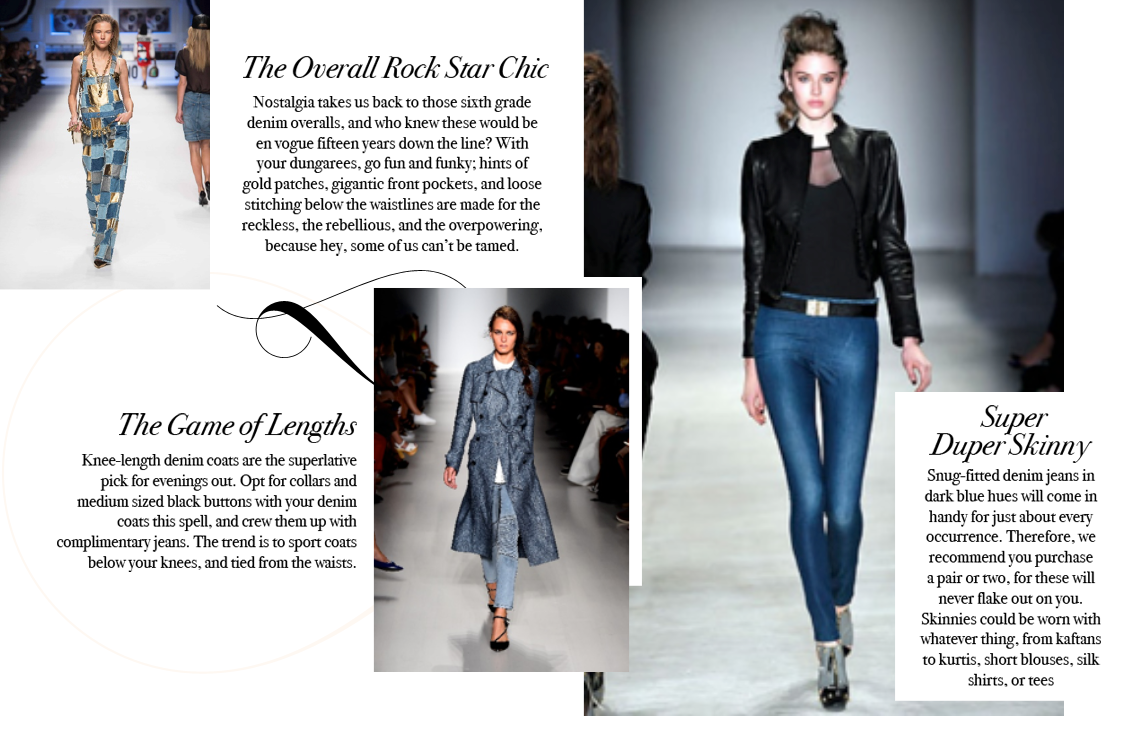 The Overall Rock Star Chic
Nostalgia takes us back to those sixth grade
denim overalls, and who knew these would be
en vogue fifteen years down the line? With
your dungarees, go fun and funky; hints of
gold patches, gigantic front pockets, and loose
stitching below the waistlines are made for the
reckless, the rebellious, and the overpowering,
because hey, some of us can't be tamed.
The Game of Lengths
Knee-length denim coats are the superlative
pick for evenings out. Opt for collars and
medium sized black buttons with your denim
coats this spell, and crew them up with
complimentary jeans. The trend is to sport coats
below your knees, and tied from the waists.
Super
Duper Skinny
Snug-fitted denim jeans in
dark blue hues will come in
handy for just about every
occurrence. Therefore, we
recommend you purchase
a pair or two, for these will
never flake out on you.
Skinnies could be worn with
whatever thing, from kaftans
to kurtis, short blouses, silk
shirts, or tees